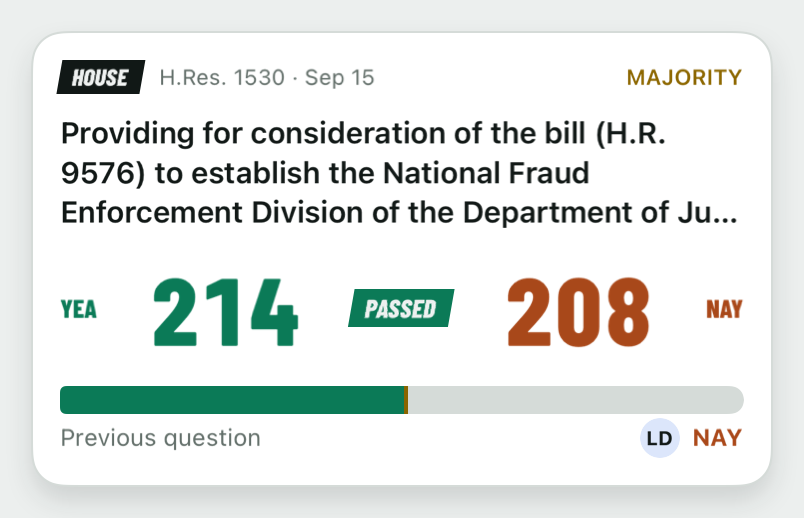 HOUSE H.Res. 1530 · Sep 15 MAJORITY
Providing for consideration of the bill (H.R.
9576) to establish the National Fraud
Enforcement Division of the Department of Ju...
YEA 214 PASSED 208 NAY
Previous question LD NAY